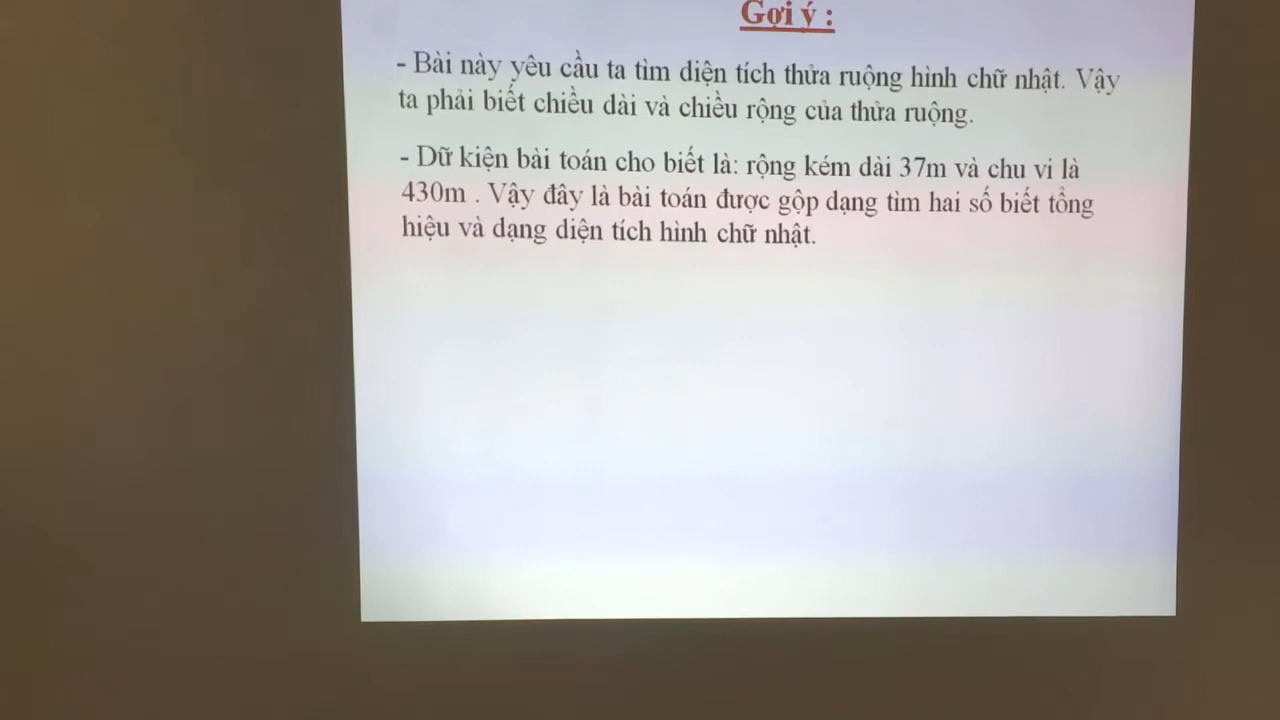 Gợi ý :
- Bài này yêu cầu ta tìm diện tích thửa ruộng hình chữ nhật. Vậy
ta phải biết chiều dài và chiều rộng của thửa ruộng.
- Dữ kiện bài toán cho biết là: rộng kém dài 37m và chu vi là
430m . Vậy đây là bài toán được gộp dạng tìm hai số biết tổng
hiệu và dạng diện tích hình chữ nhật.